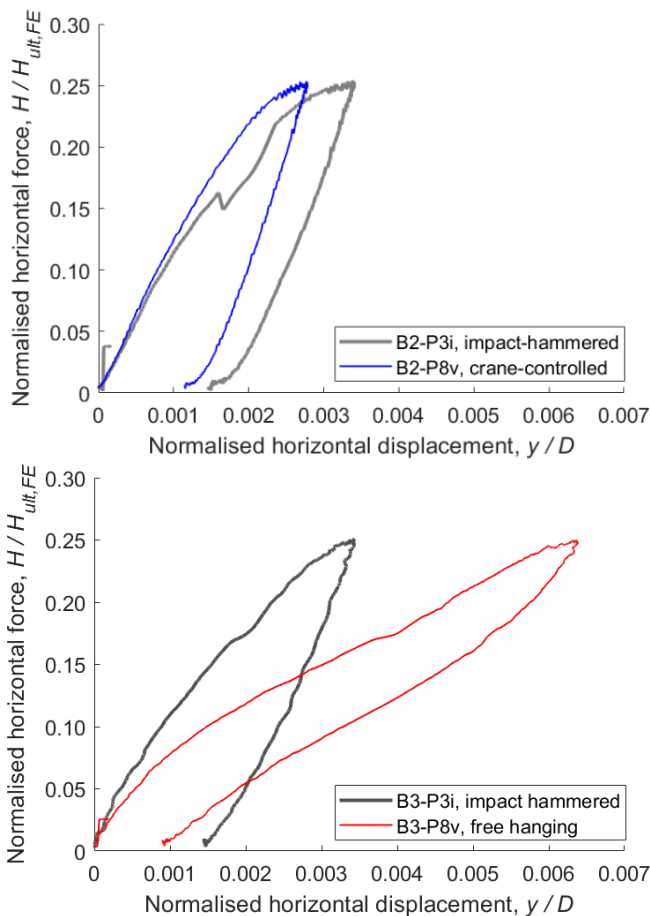 0.30
0.25
0.20
0.15
0.10
0.05
0
Normalised horizontal force, H / H_ult,FE
B2-P3i, impact-hammered
B2-P8v, crane-controlled
0 0.001 0.002 0.003 0.004 0.005 0.006 0.007
Normalised horizontal displacement, y / D
0.30
0.25
0.20
0.15
0.10
0.05
0
Normalised horizontal force, H / H_ult,FE
B3-P3i, impact hammered
B3-P8v, free hanging
0 0.001 0.002 0.003 0.004 0.005 0.006 0.007
Normalised horizontal displacement, y / D